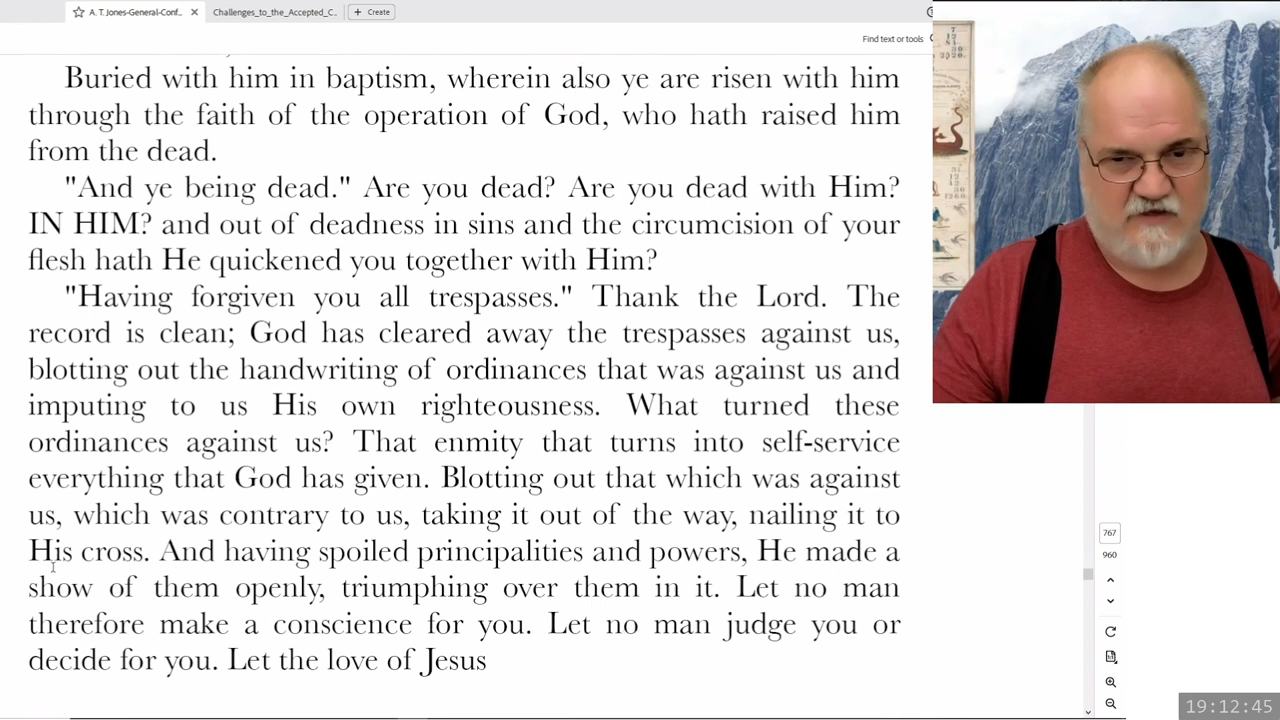 A. T. Jones-General-Conf...
Challenges_to_the_Accepted_C...
Create
Find text or tools
Buried with him in baptism, wherein also ye are risen with him
through the faith of the operation of God, who hath raised him
from the dead.
"And ye being dead." Are you dead? Are you dead with Him?
IN HIM? and out of deadness in sins and the circumcision of your
flesh hath He quickened you together with Him?
"Having forgiven you all trespasses." Thank the Lord. The
record is clean; God has cleared away the trespasses against us,
blotting out the handwriting of ordinances that was against us and
imputing to us His own righteousness. What turned these
ordinances against us? That enmity that turns into self-service
everything that God has given. Blotting out that which was against
us, which was contrary to us, taking it out of the way, nailing it to
His cross. And having spoiled principalities and powers, He made a
show of them openly, triumphing over them in it. Let no man
therefore make a conscience for you. Let no man judge you or
decide for you. Let the love of Jesus
767
960
19:12:45